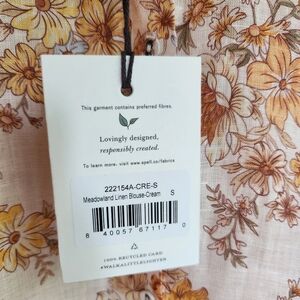 This garment contains preferred fibres.
Lovingly designed,
responsibly created.
To learn more, visit www.spell.co/fabrics
222154A-CRE-S
Meadowland Linen Blouse-Cream S
8 40057 67117 0
100% RECYCLED CARD
#WALKALITTLELIGHTER